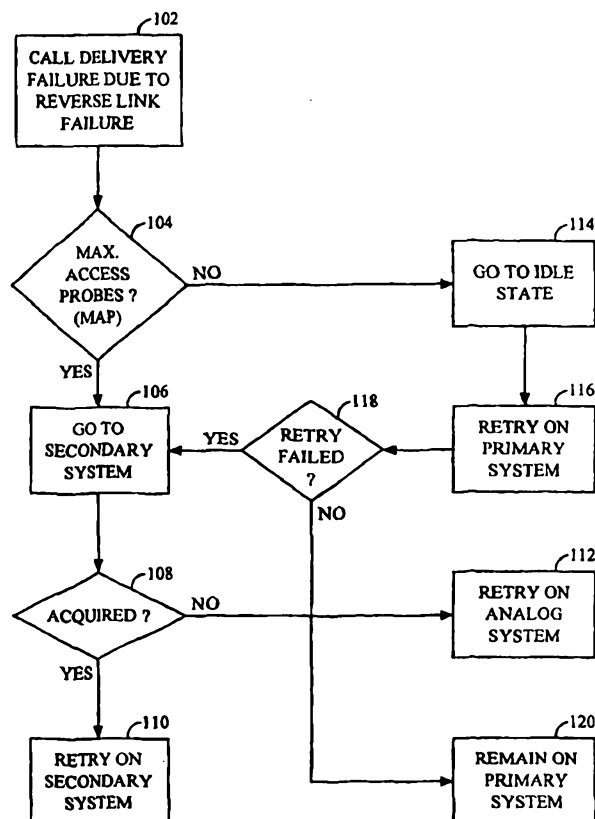 102
CALL DELIVERY
FAILURE DUE TO
REVERSE LINK
FAILURE
104
MAX.
ACCESS
PROBES ?
(MAP)
NO
YES
114
GO TO IDLE
STATE
106
GO TO
SECONDARY
SYSTEM
YES
118
RETRY
FAILED
?
NO
116
RETRY ON
PRIMARY
SYSTEM
108
ACQUIRED ?
NO
YES
112
RETRY ON
ANALOG
SYSTEM
110
RETRY ON
SECONDARY
SYSTEM
120
REMAIN ON
PRIMARY
SYSTEM